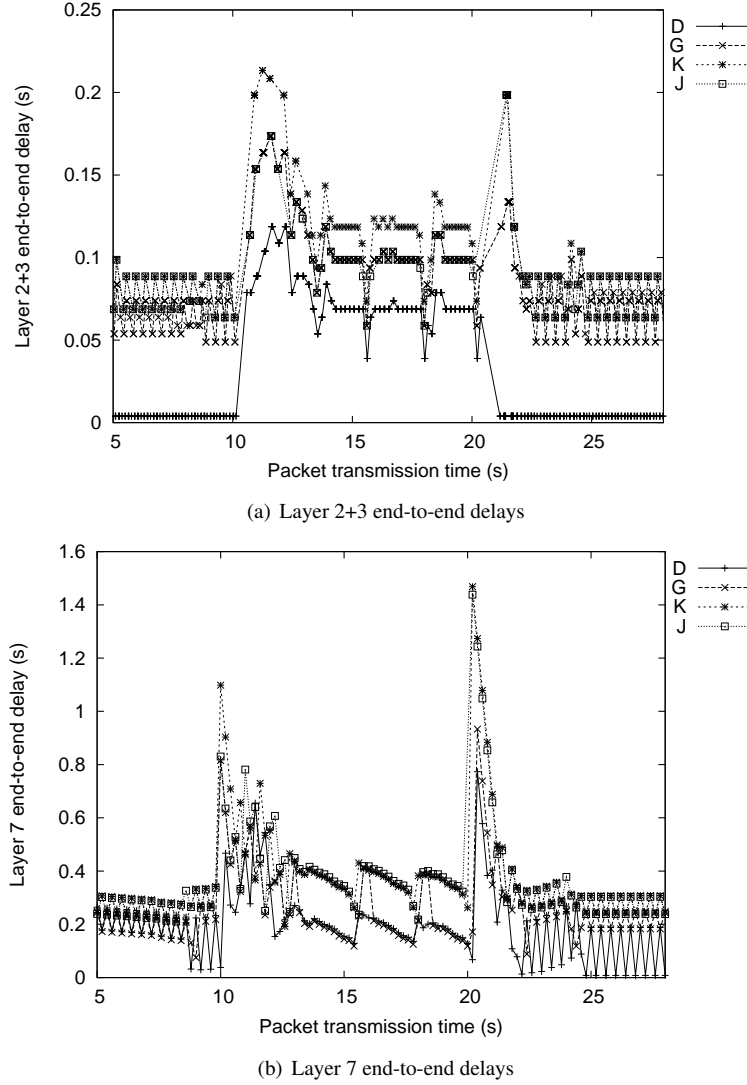 0.25
0.2
0.15
0.1
0.05
0
5 10 15 20 25
Layer 2+3 end-to-end delay (s)
Packet transmission time (s)
D
G
K
J
(a) Layer 2+3 end-to-end delays
1.6
1.4
1.2
1
0.8
0.6
0.4
0.2
0
5 10 15 20 25
Layer 7 end-to-end delay (s)
Packet transmission time (s)
D
G
K
J
(b) Layer 7 end-to-end delays